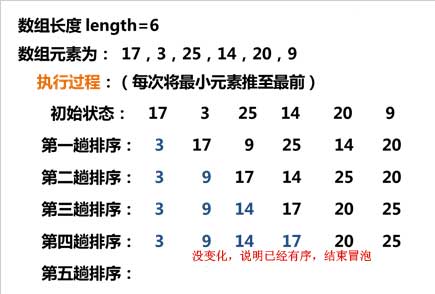 数组长度 length=6
数组元素为： 17，3，25，14，20，9
执行过程：（每次将最小元素推至最前）
初始状态： 17 3 25 14 20 9
第一趟排序： 3 17 9 25 14 20
第二趟排序： 3 9 17 14 25 20
第三趟排序： 3 9 14 17 20 25
第四趟排序： 3 9 14 17 20 25
没变化，说明已经有序，结束冒泡
第五趟排序：